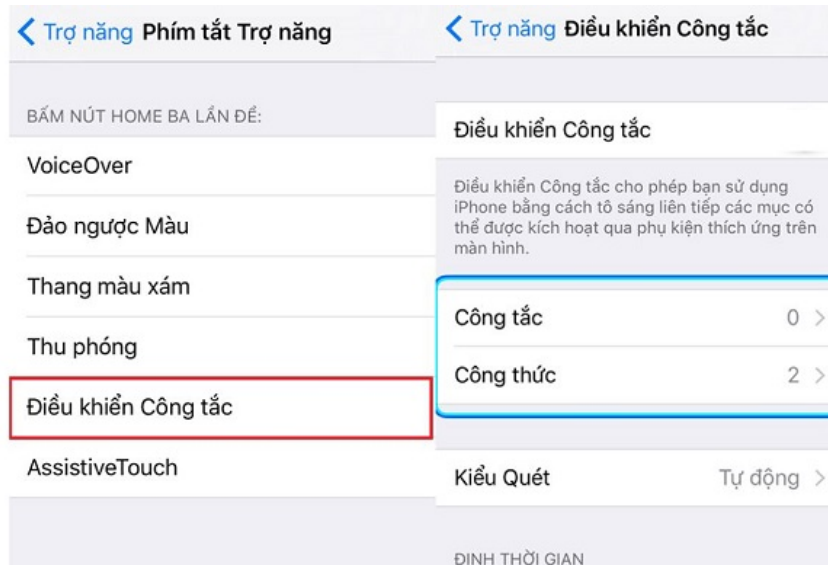 Trợ năng Phím tắt Trợ năng
BẤM NÚT HOME BA LẦN ĐỂ:
VoiceOver
Đảo ngược Màu
Thang màu xám
Thu phóng
Điều khiển Công tắc
AssistiveTouch
Trợ năng Điều khiển Công tắc
Điều khiển Công tắc
Điều khiển Công tắc cho phép bạn sử dụng
iPhone bằng cách tô sáng liên tiếp các mục có
thể được kích hoạt qua phụ kiện thích ứng trên
màn hình.
Công tắc 0
Công thức 2
Kiểu Quét Tự động
ĐỊNH THỜI GIAN